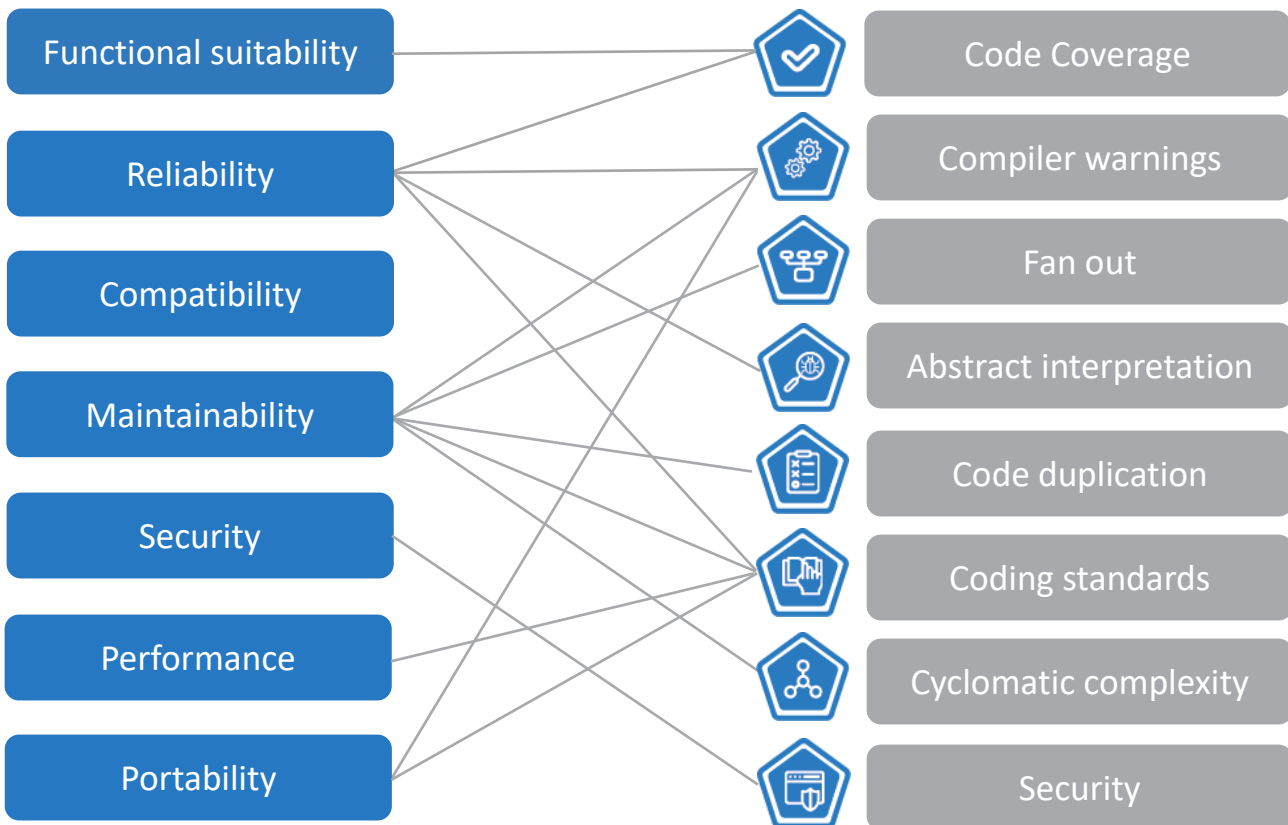 Functional suitability
Code Coverage
Reliability
Compiler warnings
Compatibility
Fan out
Maintainability
Abstract interpretation
Security
Code duplication
Performance
Coding standards
Portability
Cyclomatic complexity
Security